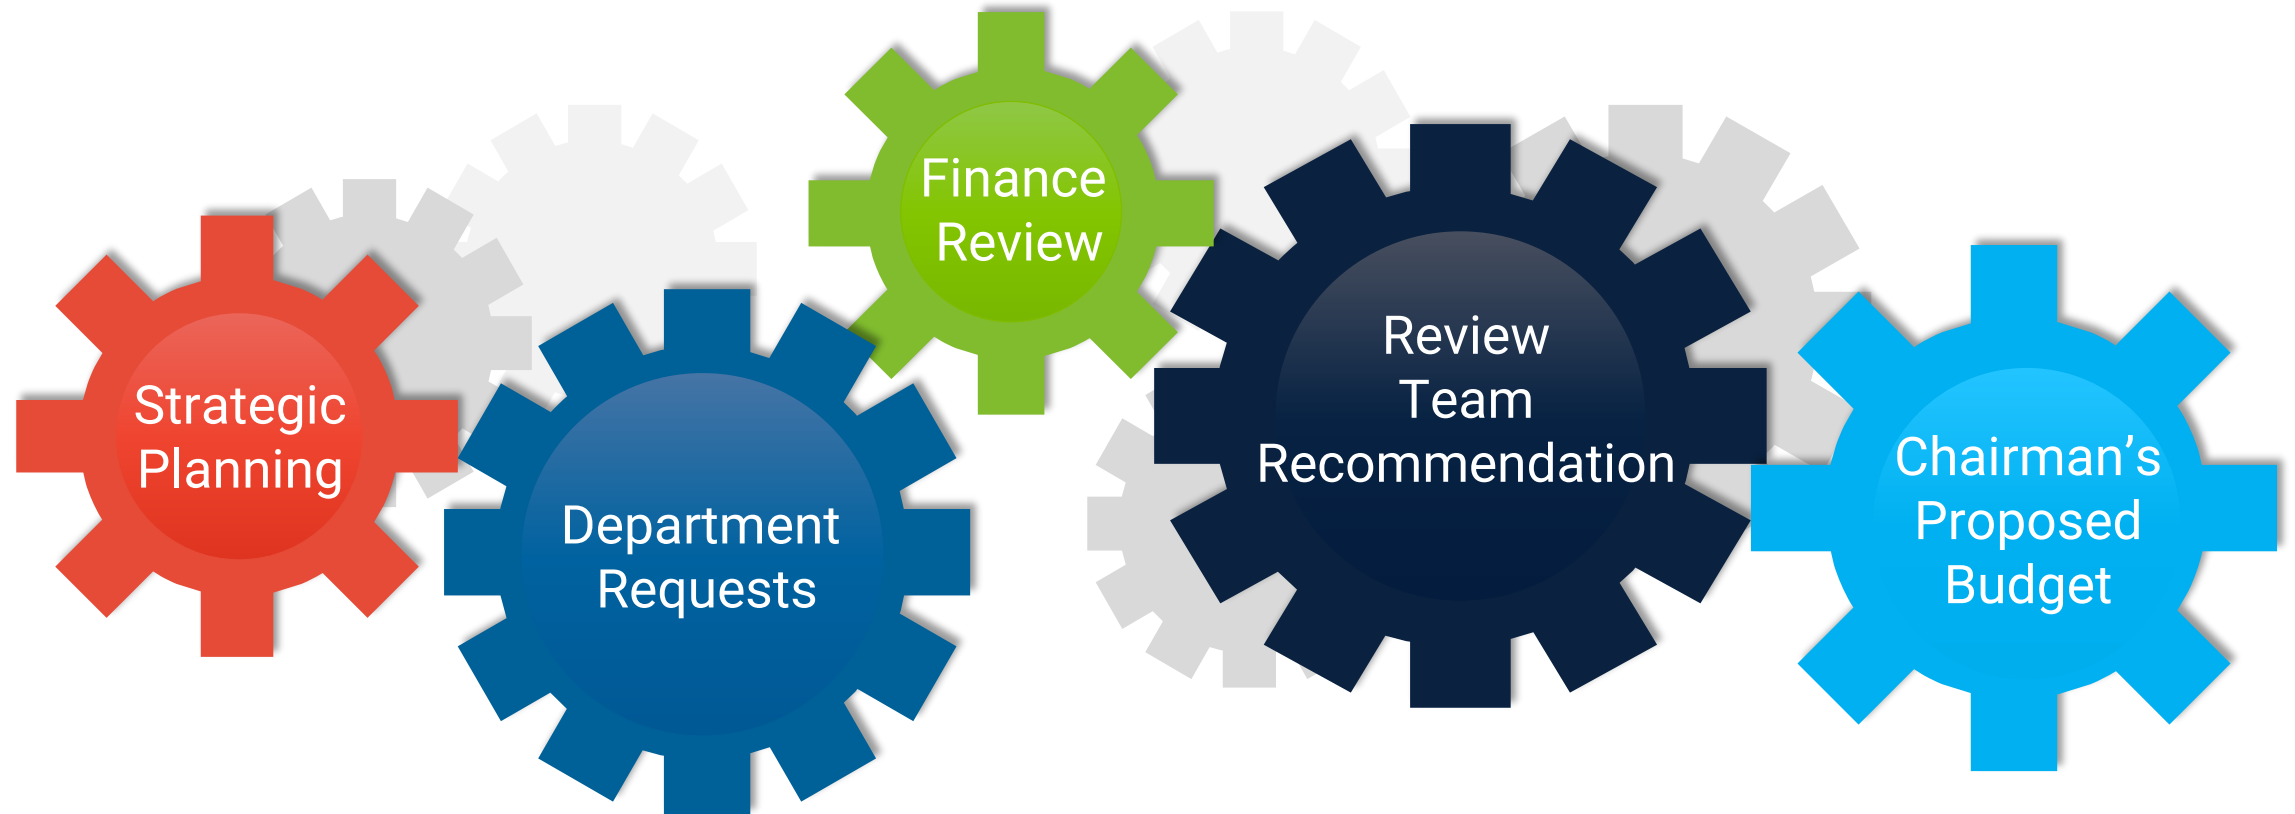 Strategic
Planning
Department
Requests
Finance
Review
Review
Team
Recommendation
Chairman’s
Proposed
Budget